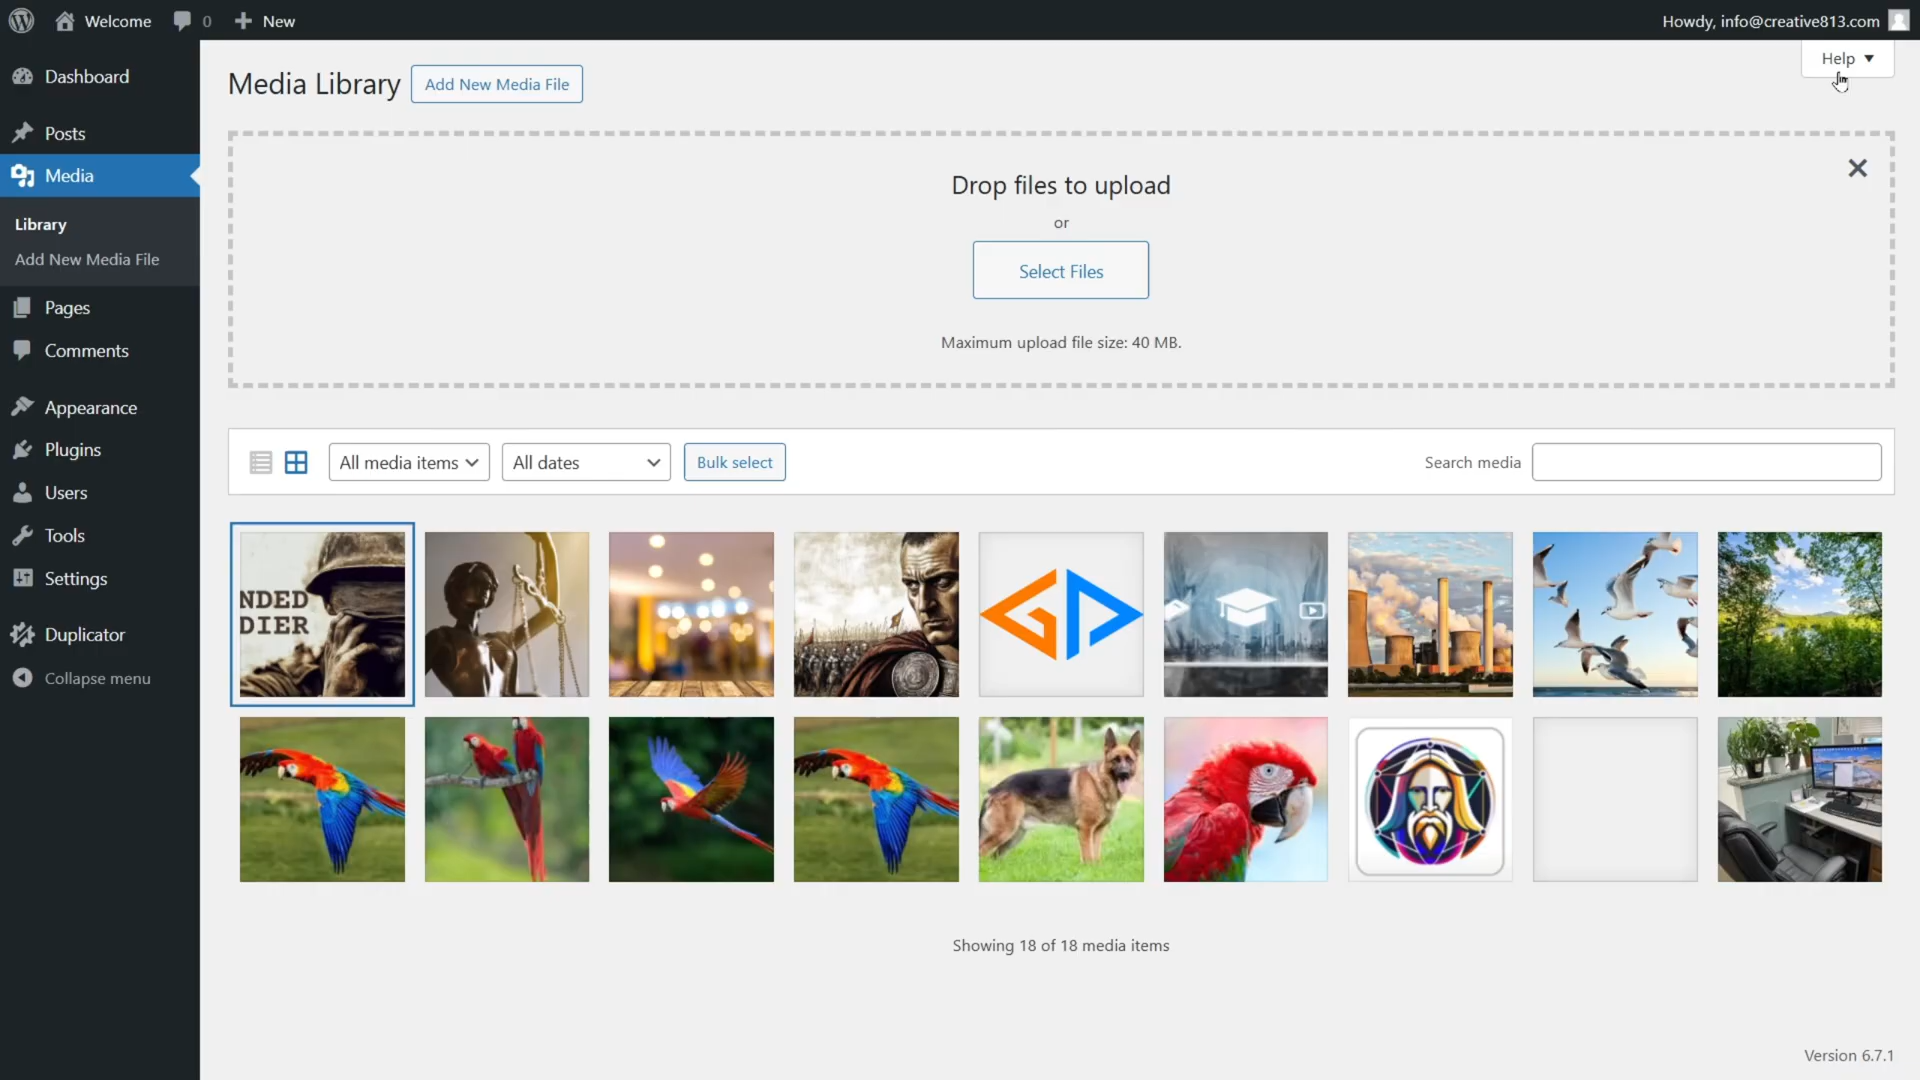 Welcome
0
New
Howdy, info@creative813.com
Dashboard
Posts
Media
Library
Add New Media File
Pages
Comments
Appearance
Plugins
Users
Tools
Settings
Duplicator
Collapse menu
Help
Media Library
Add New Media File
Drop files to upload
or
Select Files
Maximum upload file size: 40 MB.
All media items
All dates
Bulk select
Search media
NDED
DIER
Showing 18 of 18 media items
Version 6.7.1